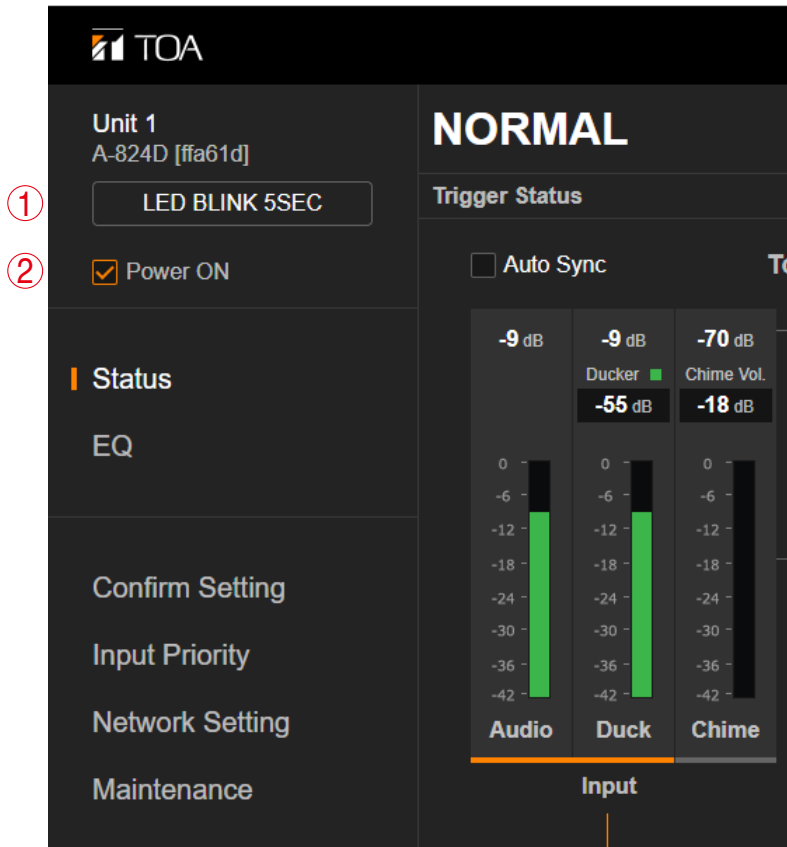 TOA
Unit 1
A-824D [ffa61d]
① LED BLINK 5SEC
② Power ON
Status
EQ
Confirm Setting
Input Priority
Network Setting
Maintenance
NORMAL
Trigger Status
Auto Sync
-9 dB -9 dB -70 dB
Ducker Chime Vol.
-55 dB -18 dB
0 0 0
-6 -6 -6
-12 -12 -12
-18 -18 -18
-24 -24 -24
-30 -30 -30
-36 -36 -36
-42 -42 -42
Audio Duck Chime
Input